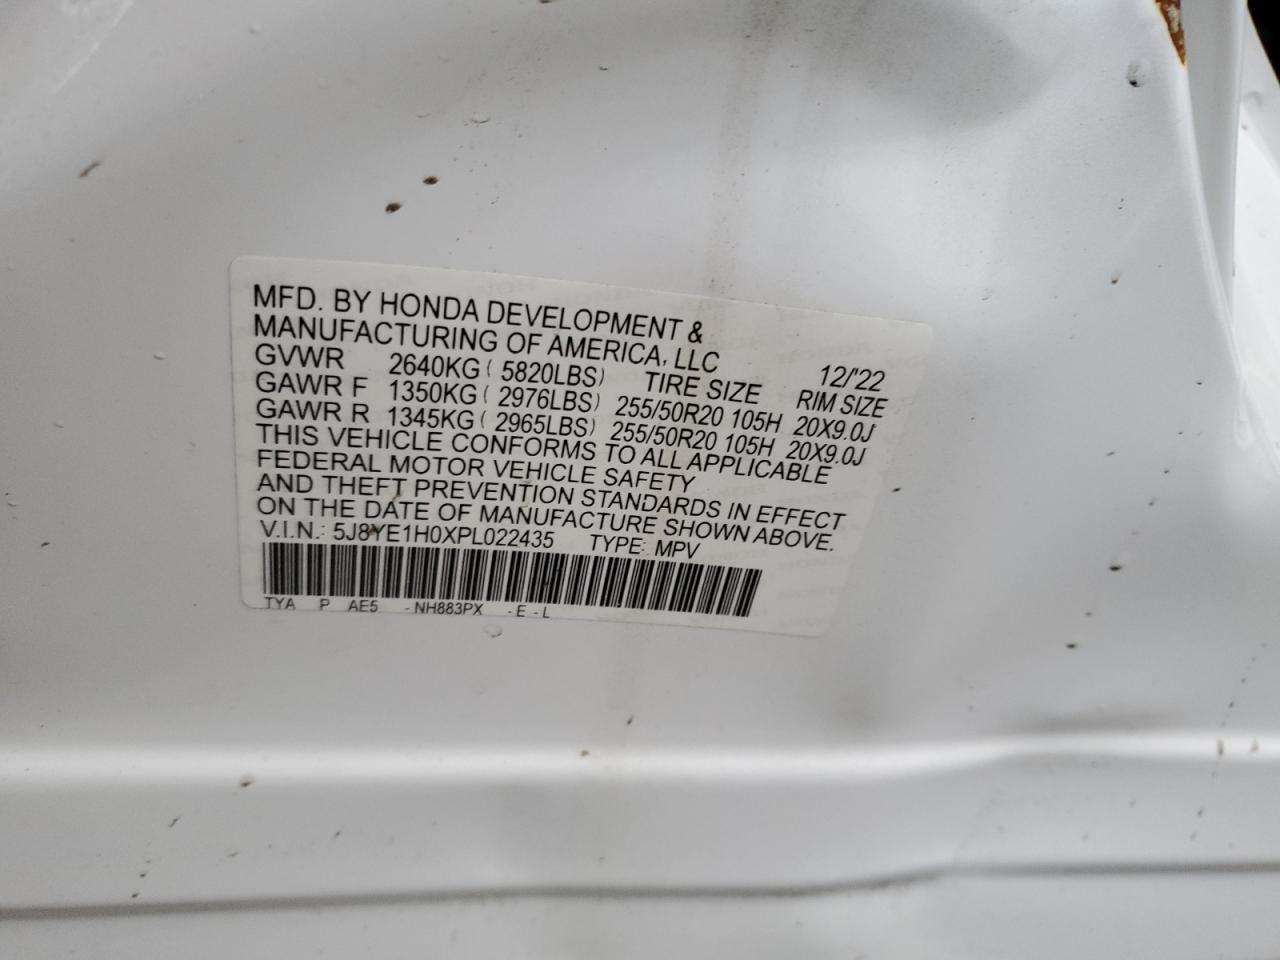 MFD. BY HONDA DEVELOPMENT &
MANUFACTURING OF AMERICA, LLC 12/'22
GVWR 2640KG ( 5820LBS) TIRE SIZE RIM SIZE
GAWR F 1350KG ( 2976LBS) 255/50R20 105H 20X9.0J
GAWR R 1345KG ( 2965LBS) 255/50R20 105H 20X9.0J
THIS VEHICLE CONFORMS TO ALL APPLICABLE
FEDERAL MOTOR VEHICLE SAFETY
AND THEFT PREVENTION STANDARDS IN EFFECT
ON THE DATE OF MANUFACTURE SHOWN ABOVE.
V.I.N.: 5J8YE1H0XPL022435 TYPE: MPV
TYA P AE5 - NH883PX - E - L